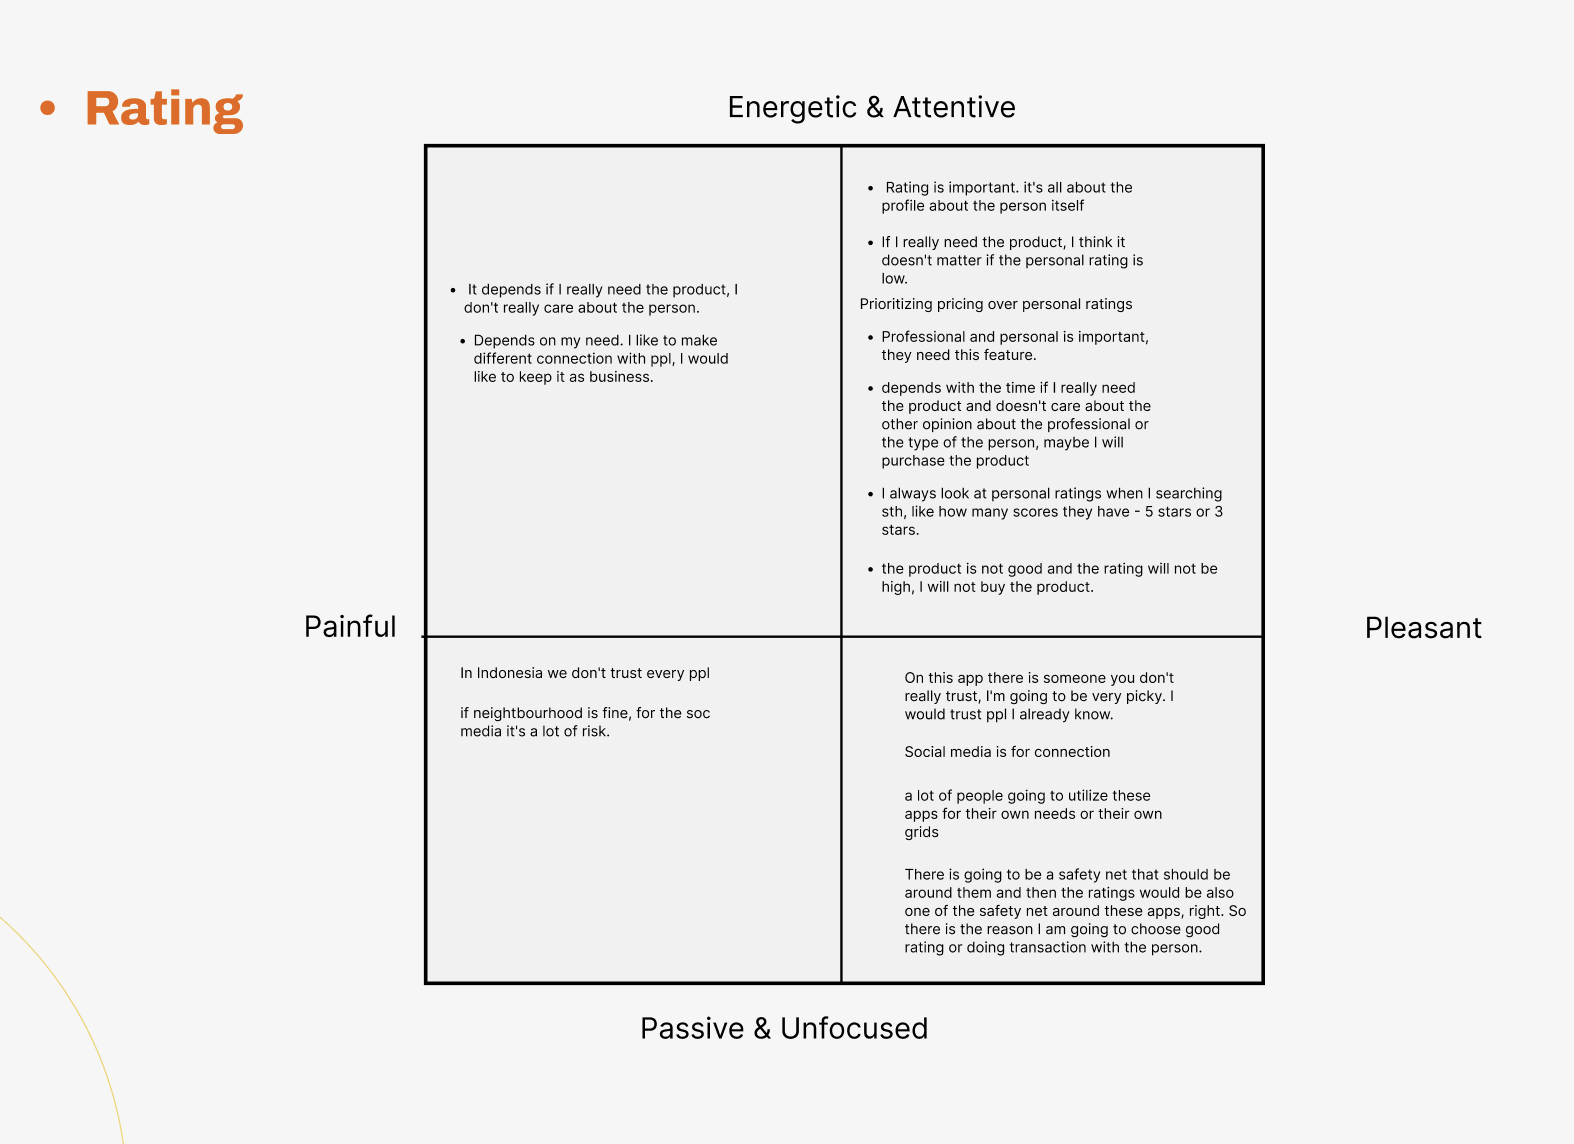 • Rating
Energetic & Attentive
• It depends if I really need the product, I
don't really care about the person.
• Depends on my need. I like to make
different connection with ppl, I would
like to keep it as business.
• Rating is important. it's all about the
profile about the person itself
• If I really need the product, I think it
doesn't matter if the personal rating is
low.
Prioritizing pricing over personal ratings
• Professional and personal is important,
they need this feature.
• depends with the time if I really need
the product and doesn't care about the
other opinion about the professional or
the type of the person, maybe I will
purchase the product
• I always look at personal ratings when I searching
sth, like how many scores they have - 5 stars or 3
stars.
• the product is not good and the rating will not be
high, I will not buy the product.
Painful
Pleasant
In Indonesia we don't trust every ppl
if neightbourhood is fine, for the soc
media it's a lot of risk.
On this app there is someone you don't
really trust, I'm going to be very picky. I
would trust ppl I already know.
Social media is for connection
a lot of people going to utilize these
apps for their own needs or their own
grids
There is going to be a safety net that should be
around them and then the ratings would be also
one of the safety net around these apps, right. So
there is the reason I am going to choose good
rating or doing transaction with the person.
Passive & Unfocused